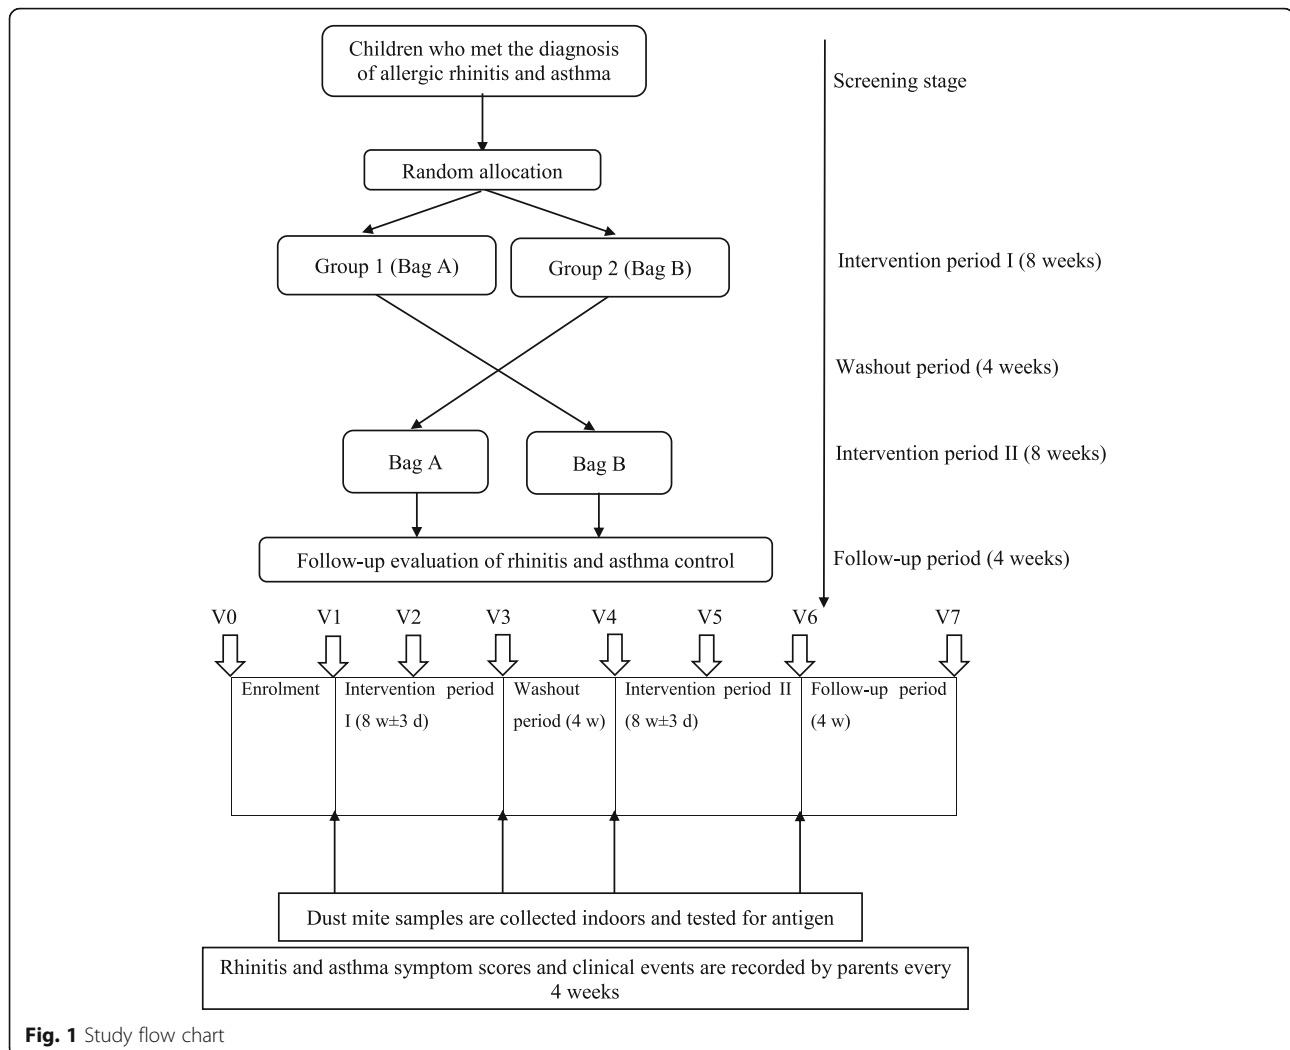 Children who met the diagnosis
of allergic rhinitis and asthma
Screening stage
Random allocation
Group 1 (Bag A)
Group 2 (Bag B)
Intervention period I (8 weeks)
Washout period (4 weeks)
Bag A
Bag B
Intervention period II (8 weeks)
Follow-up evaluation of rhinitis and asthma control
Follow-up period (4 weeks)
V0 V1 V2 V3 V4 V5 V6 V7
Enrolment
Intervention period
I (8 w±3 d)
Washout
period (4 w)
Intervention period II
(8 w±3 d)
Follow-up period
(4 w)
Dust mite samples are collected indoors and tested for antigen
Rhinitis and asthma symptom scores and clinical events are recorded by parents every
4 weeks
Fig. 1 Study flow chart